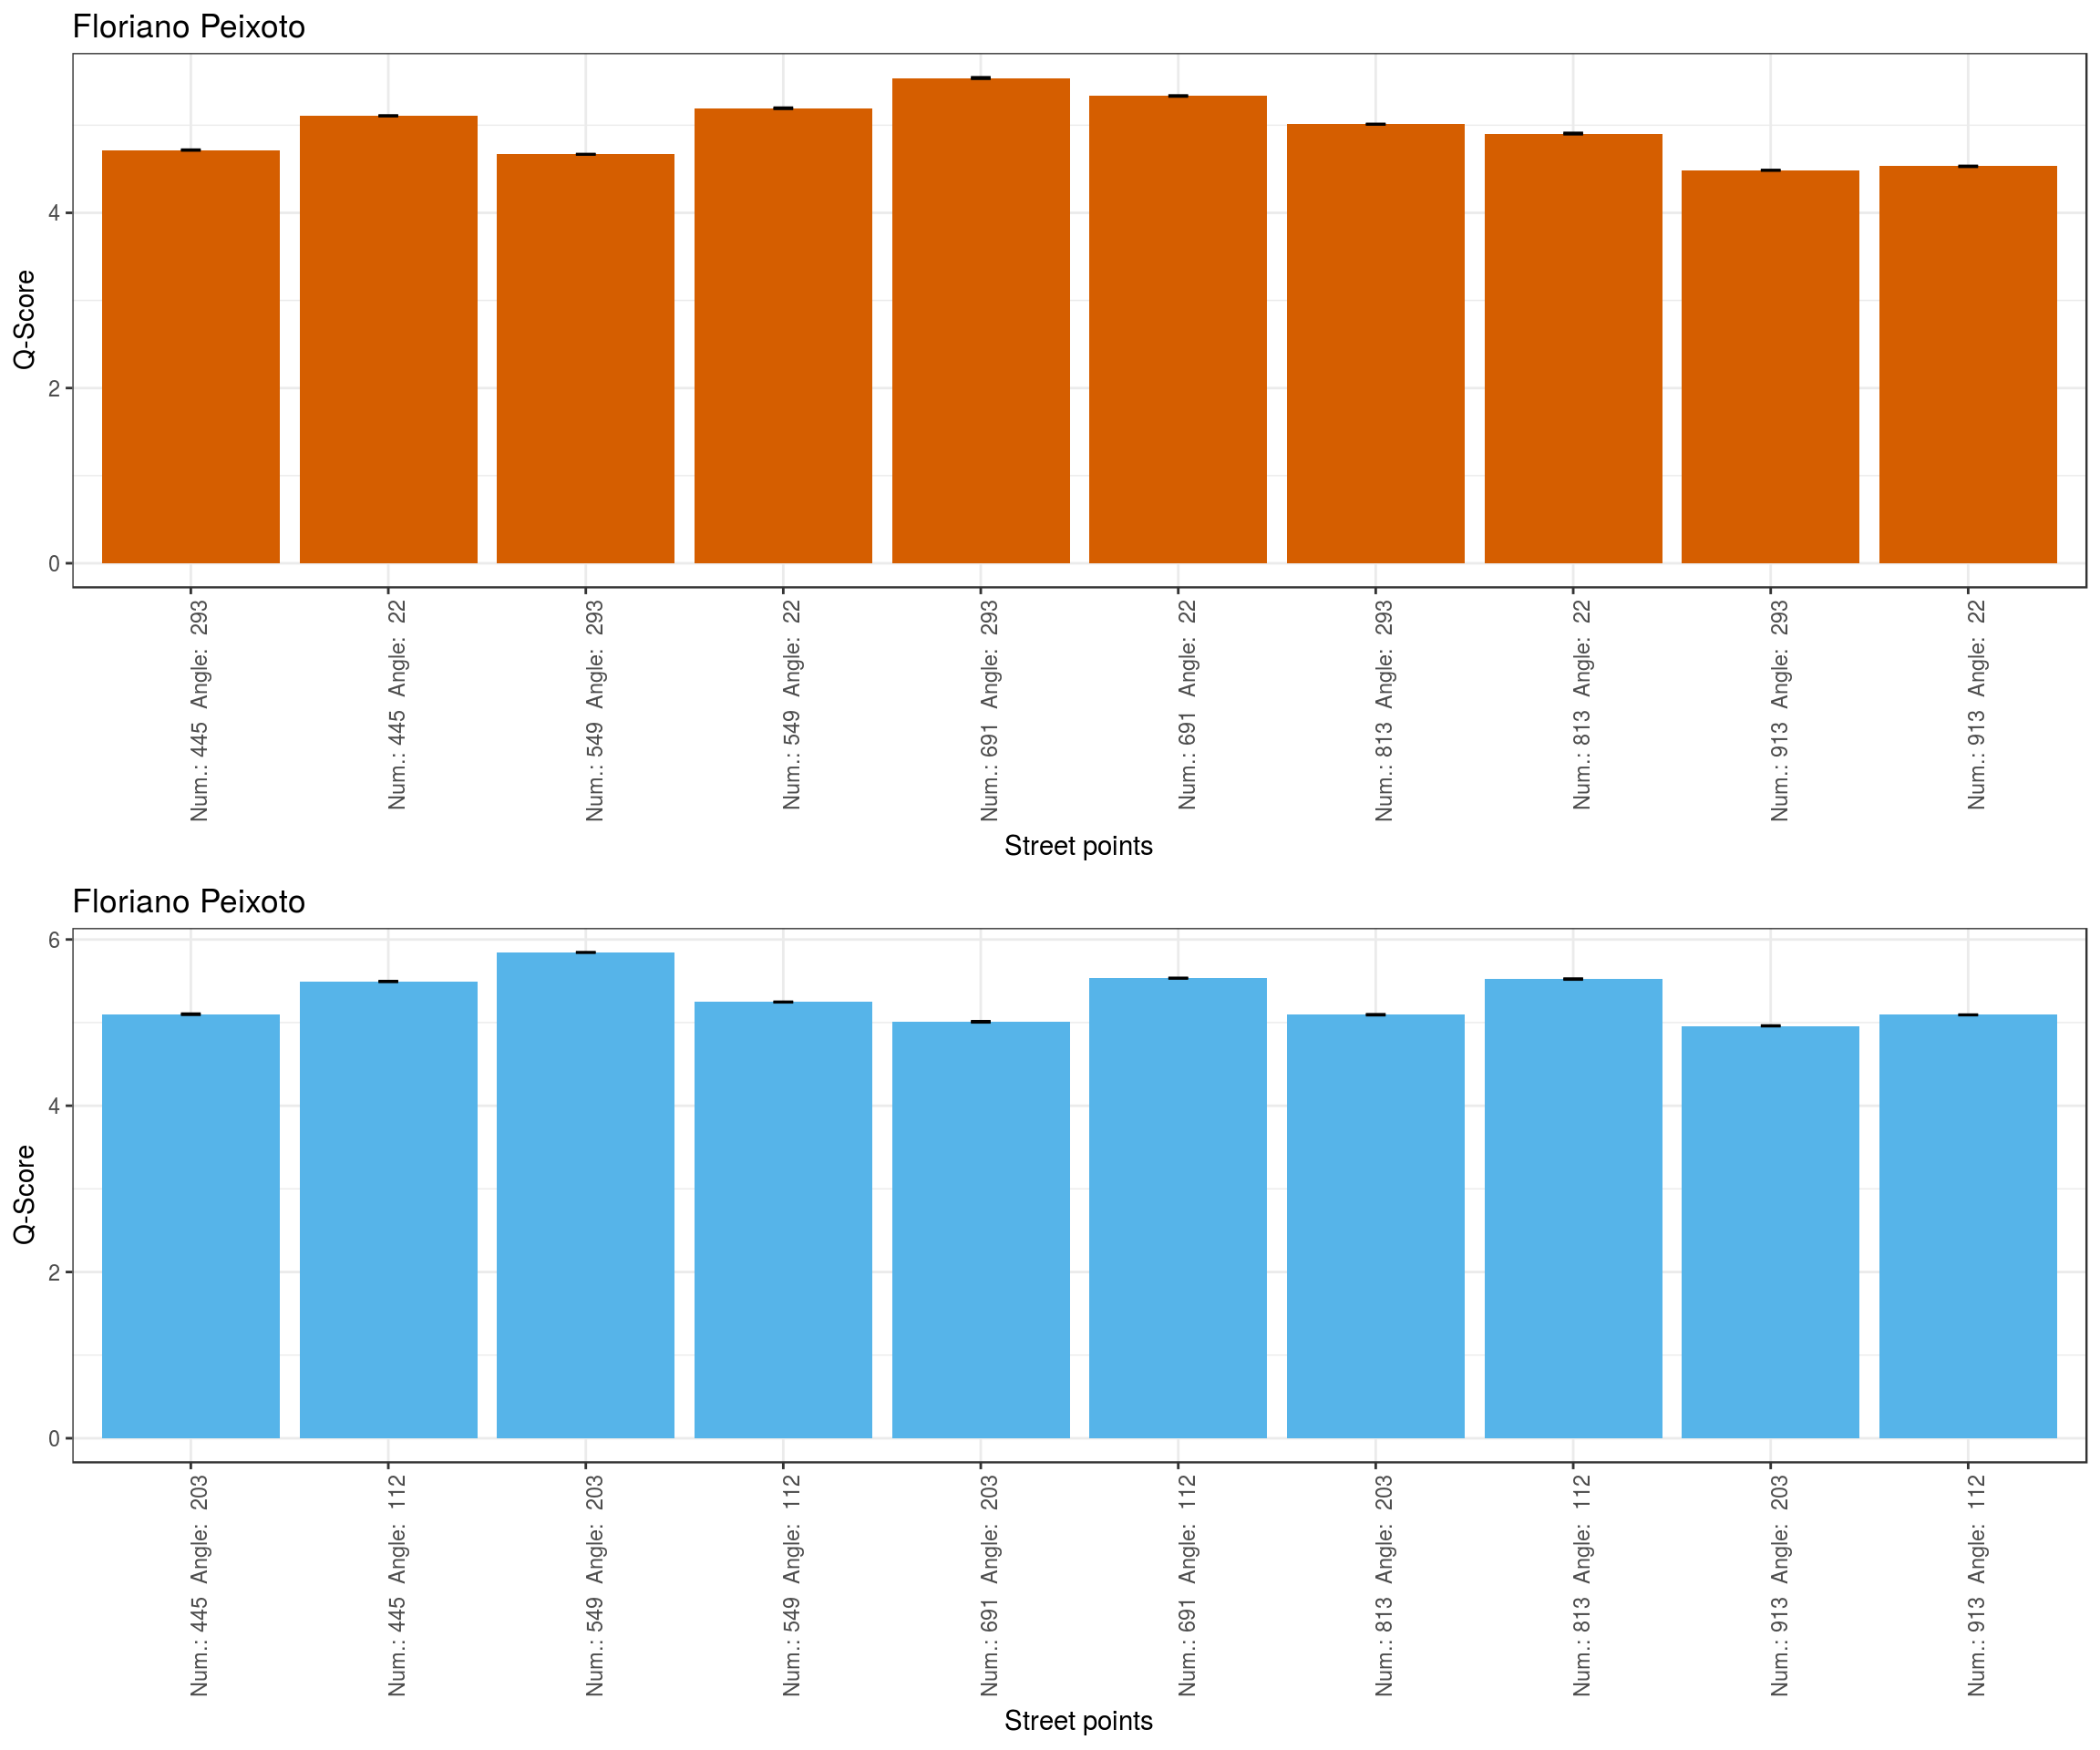 Floriano Peixoto
Q-Score
4
2
0
Num.: 445 Angle: 293
Num.: 445 Angle: 22
Num.: 549 Angle: 293
Num.: 549 Angle: 22
Num.: 691 Angle: 293
Num.: 691 Angle: 22
Num.: 813 Angle: 293
Num.: 813 Angle: 22
Num.: 913 Angle: 293
Num.: 913 Angle: 22
Street points
Floriano Peixoto
Q-Score
6
4
2
0
Num.: 445 Angle: 203
Num.: 445 Angle: 112
Num.: 549 Angle: 203
Num.: 549 Angle: 112
Num.: 691 Angle: 203
Num.: 691 Angle: 112
Num.: 813 Angle: 203
Num.: 813 Angle: 112
Num.: 913 Angle: 203
Num.: 913 Angle: 112
Street points